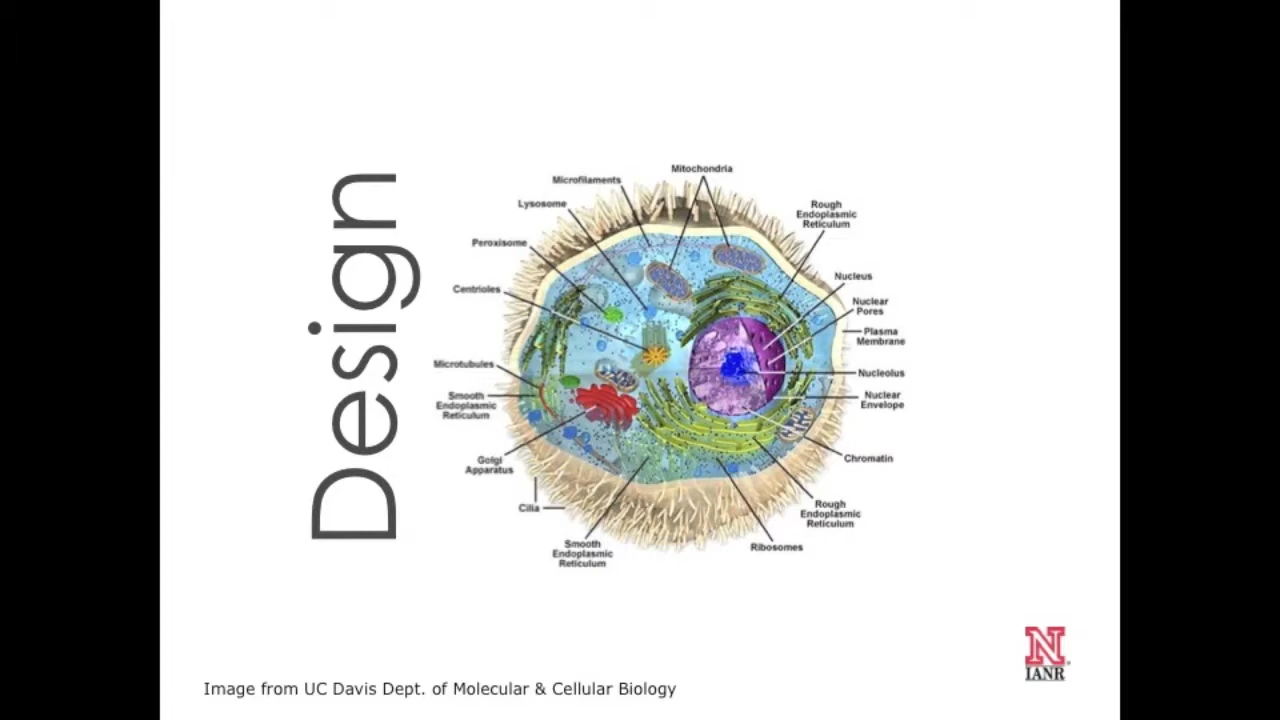 Design
Mitochondria
Microfilaments
Lysosome
Rough
Endoplasmic
Reticulum
Peroxisome
Nucleus
Centrioles
Nuclear
Pores
Plasma
Membrane
Microtubules
Nucleolus
Smooth
Endoplasmic
Reticulum
Nuclear
Envelope
Golgi
Apparatus
Chromatin
Cilia
Rough
Endoplasmic
Reticulum
Smooth
Endoplasmic
Reticulum
Ribosomes
N
IANR
Image from UC Davis Dept. of Molecular & Cellular Biology